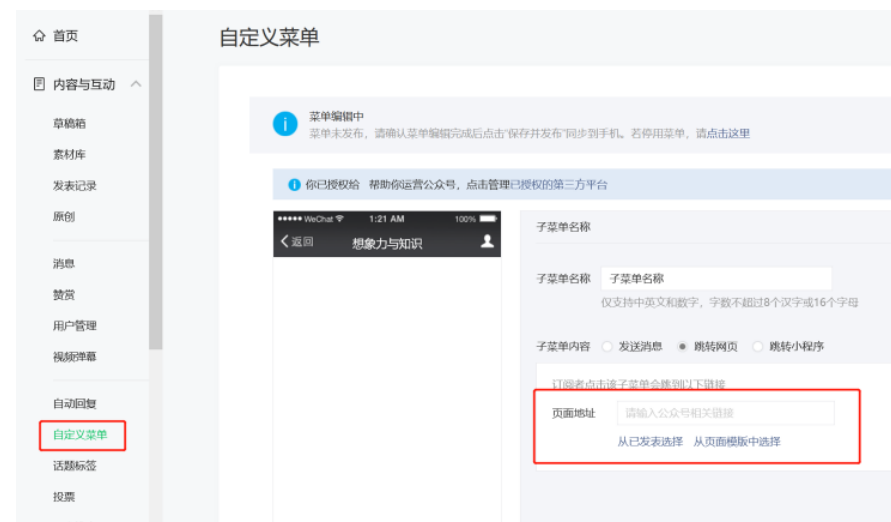 首页
自定义菜单
内容与互动
草稿箱
素材库
发表记录
原创
消息
赞赏
用户管理
视频弹幕
自动回复
自定义菜单
话题标签
投票
菜单编辑中
菜单未发布，请确认菜单编辑完成后点击“保存并发布”同步到手机。若停用菜单，请点击这里
你已授权给 帮助你运营公众号，点击管理已授权的第三方平台
WeChat 1:21 AM 100%
返回 想象力与知识
子菜单名称
子菜单名称 子菜单名称
仅支持中英文和数字，字数不超过8个汉字或16个字母
子菜单内容 发送消息 跳转网页 跳转小程序
订阅者点击该子菜单会跳到以下链接
页面地址 请输入公众号相关链接
从已发表选择 从页面模版中选择